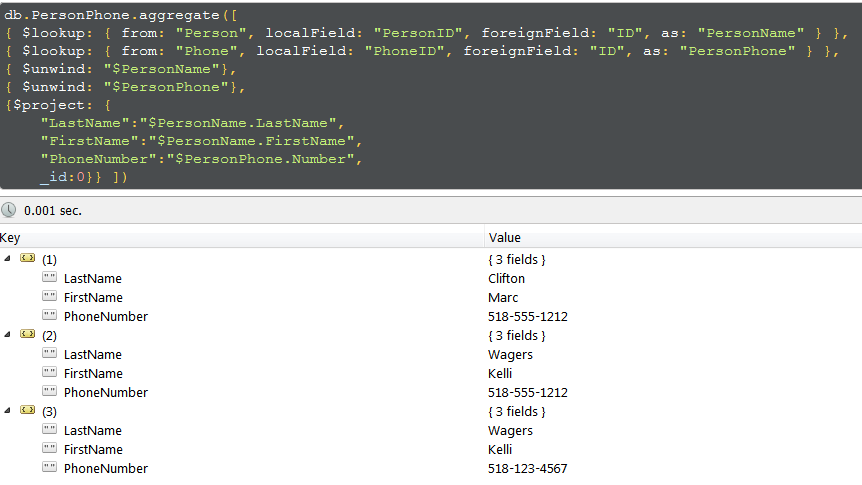 db.PersonPhone.aggregate([
{ $lookup: { from: "Person", localField: "PersonID", foreignField: "ID", as: "PersonName" } },
{ $lookup: { from: "Phone", localField: "PhoneID", foreignField: "ID", as: "PersonPhone" } },
{ $unwind: "$PersonName"},
{ $unwind: "$PersonPhone"},
{$project: {
    "LastName":"$PersonName.LastName",
    "FirstName":"$PersonName.FirstName",
    "PhoneNumber":"$PersonPhone.Number",
    _id:0}} ])
0.001 sec.
Key Value
(1) { 3 fields }
LastName Clifton
FirstName Marc
PhoneNumber 518-555-1212
(2) { 3 fields }
LastName Wagers
FirstName Kelli
PhoneNumber 518-555-1212
(3) { 3 fields }
LastName Wagers
FirstName Kelli
PhoneNumber 518-123-4567